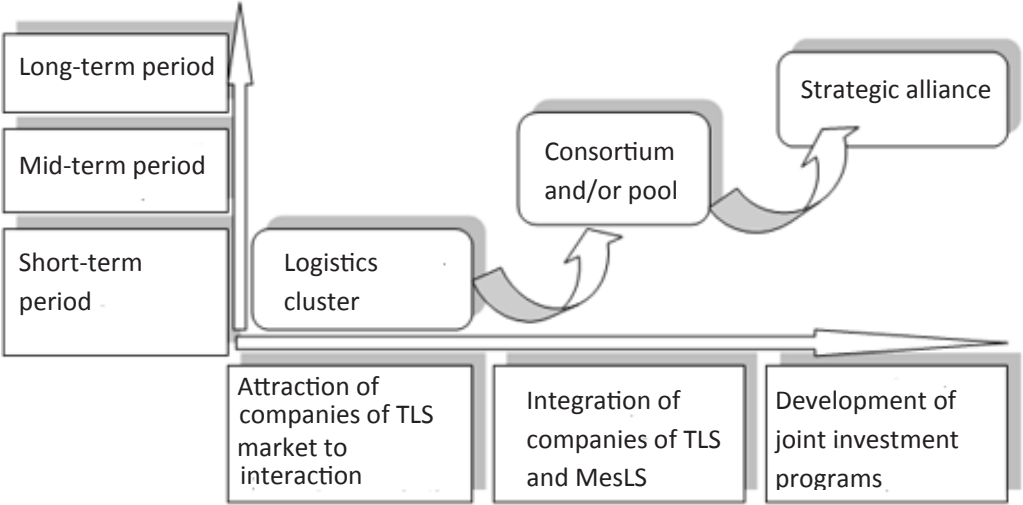 Long-term period
Strategic alliance
Mid-term period
Consortium
and/or pool
Short-term
period
Logistics
cluster
Attraction of
companies of TLS
market to
interaction
Integration of
companies of TLS
and MesLS
Development of
joint investment
programs